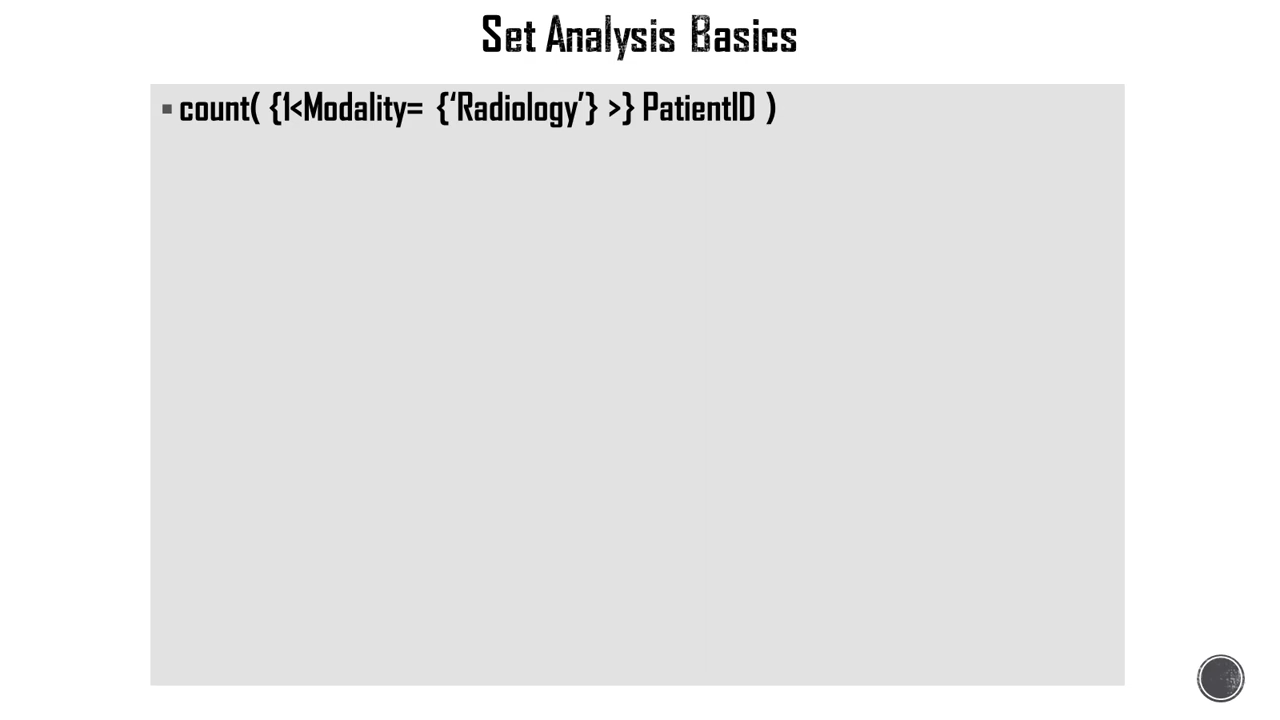 Set Analysis Basics
▪ count( {1<Modality= {‘Radiology’} >} PatientID )